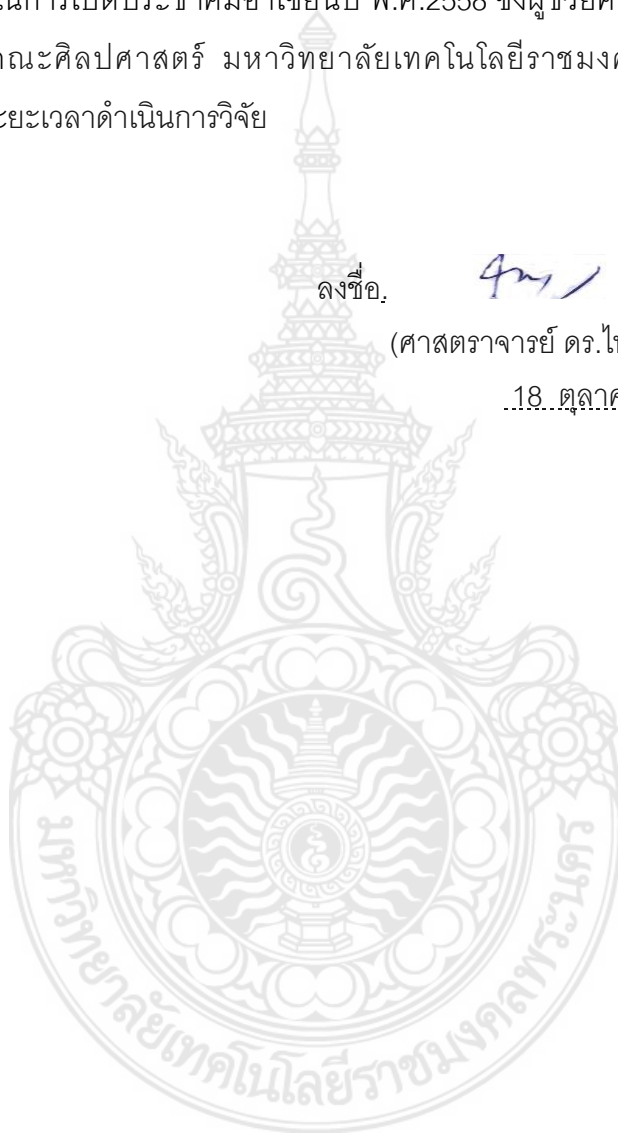 ในการเปิดประชาคมอาเซียนปี พ.ศ.2558 ซึ่งผู้ช่วยศ
คณะศิลปศาสตร์ มหาวิทยาลัยเทคโนโลยีราชมงค
ระยะเวลาดำเนินการวิจัย
ลงชื่อ.
(ศาสตราจารย์ ดร.ไ
18 ตุลาค
มหาวิทยาลัยเทคโนโลยีราชมงคลพระนคร